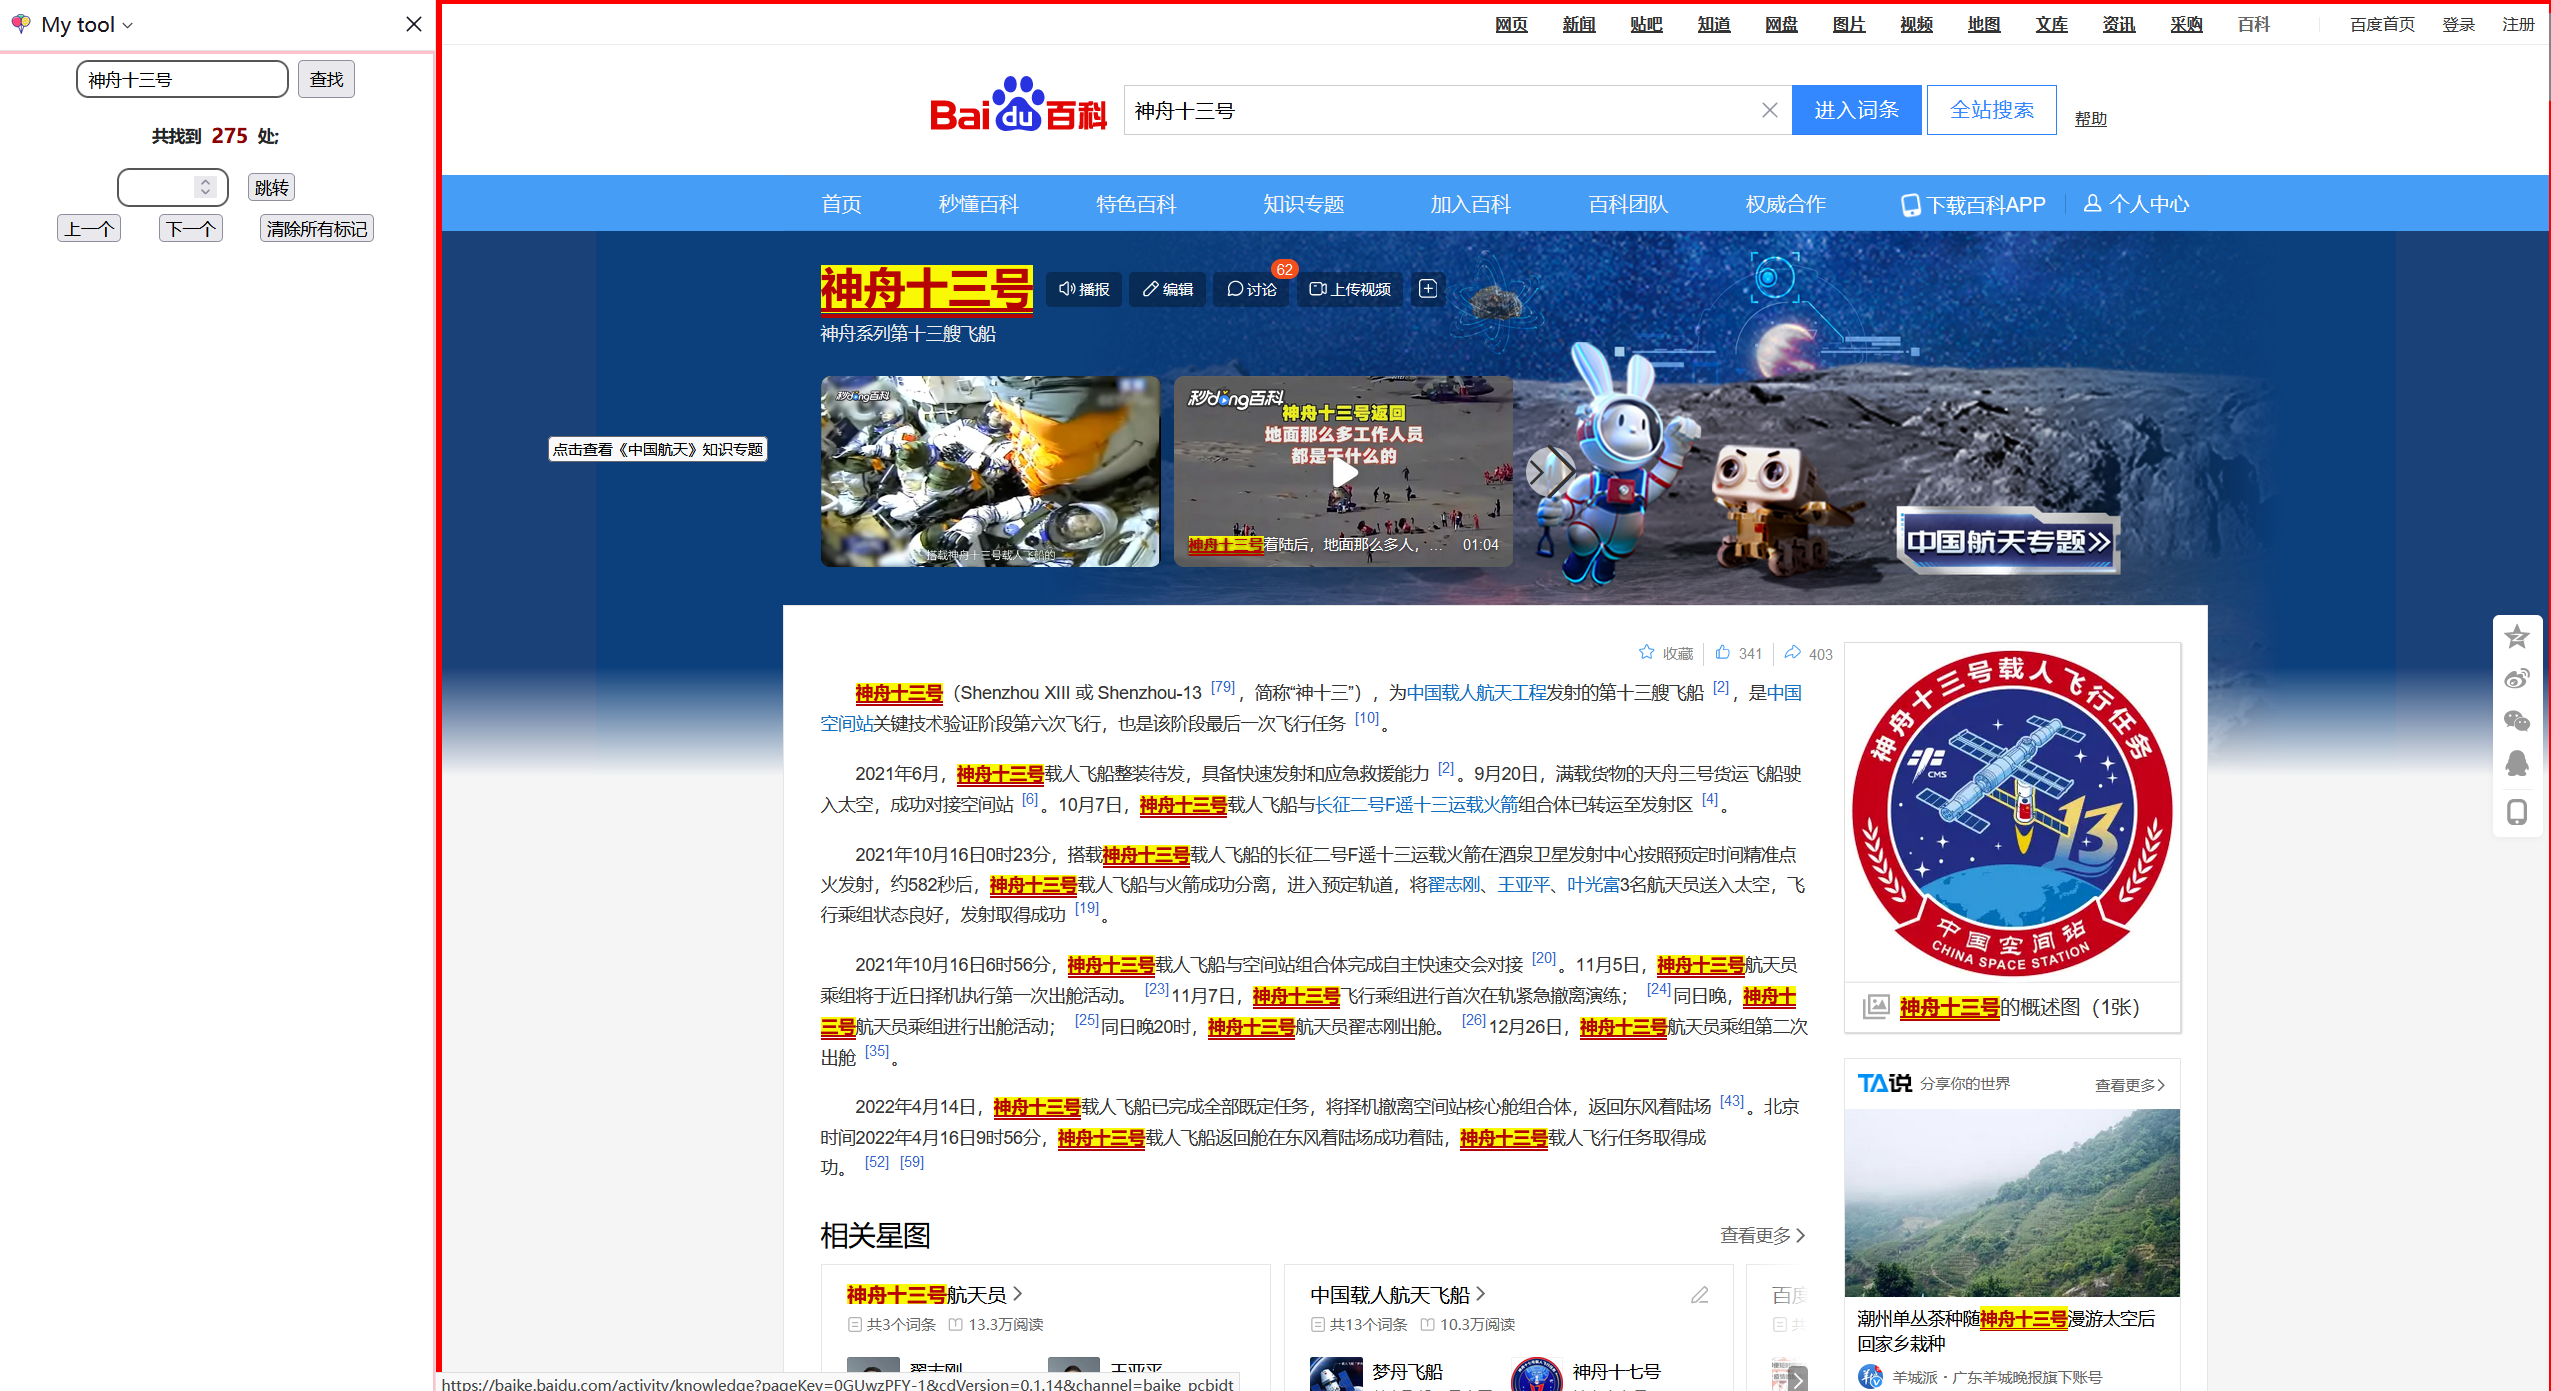 My tool
神舟十三号
查找
共找到 275 处;
跳转
上一个 下一个 清除所有标记
网页 新闻 贴吧 知道 网盘 图片 视频 地图 文库 资讯 采购 百科 百度首页 登录 注册
Bai du 百科
神舟十三号
进入词条 全站搜索 帮助
首页 秒懂百科 特色百科 知识专题 加入百科 百科团队 权威合作 下载百科APP 个人中心
神舟十三号
播报 编辑 讨论 62 上传视频
神舟系列第十三艘飞船
秒dong百科
搭载神舟十三号载人飞船的
秒dong百科
神舟十三号返回
地面那么多工作人员
都是干什么的
神舟十三号着陆后，地面那么多人，... 01:04
点击查看《中国航天》知识专题
中国航天专题
收藏 341 403
神舟十三号（Shenzhou XIII 或 Shenzhou-13 [79]，简称“神十三”），为中国载人航天工程发射的第十三艘飞船 [2]，是中国
空间站关键技术验证阶段第六次飞行，也是该阶段最后一次飞行任务 [10]。
2021年6月，神舟十三号载人飞船整装待发，具备快速发射和应急救援能力 [2]。9月20日，满载货物的天舟三号货运飞船驶
入太空，成功对接空间站 [6]。10月7日，神舟十三号载人飞船与长征二号F遥十三运载火箭组合体已转运至发射区 [4]。
2021年10月16日0时23分，搭载神舟十三号载人飞船的长征二号F遥十三运载火箭在酒泉卫星发射中心按照预定时间精准点
火发射，约582秒后，神舟十三号载人飞船与火箭成功分离，进入预定轨道，将翟志刚、王亚平、叶光富3名航天员送入太空，飞
行乘组状态良好，发射取得成功 [19]。
2021年10月16日6时56分，神舟十三号载人飞船与空间站组合体完成自主快速交会对接 [20]。11月5日，神舟十三号航天员
乘组将于近日择机执行第一次出舱活动。 [23] 11月7日，神舟十三号飞行乘组进行首次在轨紧急撤离演练； [24] 同日晚，神舟十
三号航天员乘组进行出舱活动； [25] 同日晚20时，神舟十三号航天员翟志刚出舱。 [26] 12月26日，神舟十三号航天员乘组第二次
出舱 [35]。
2022年4月14日，神舟十三号载人飞船已完成全部既定任务，将择机撤离空间站核心舱组合体，返回东风着陆场 [43]。北京
时间2022年4月16日9时56分，神舟十三号载人飞船返回舱在东风着陆场成功着陆，神舟十三号载人飞行任务取得成
功。 [52] [59]
神舟十三号载人飞行任务
CMS
13
中国空间站
CHINA SPACE STATION
神舟十三号的概述图（1张）
TA说 分享你的世界 查看更多
潮州单丛茶种随神舟十三号漫游太空后
回家乡栽种
羊城派·广东羊城晚报旗下账号
相关星图 查看更多
神舟十三号航天员
共3个词条 13.3万阅读
翟志刚 王亚平
中国载人航天飞船
共13个词条 10.3万阅读
梦舟飞船 神舟十七号
百度
共
https://baike.baidu.com/activity/knowledge?pageKey=0GUwzPFY-1&cdVersion=0.1.14&channel=baike_pcbjdt